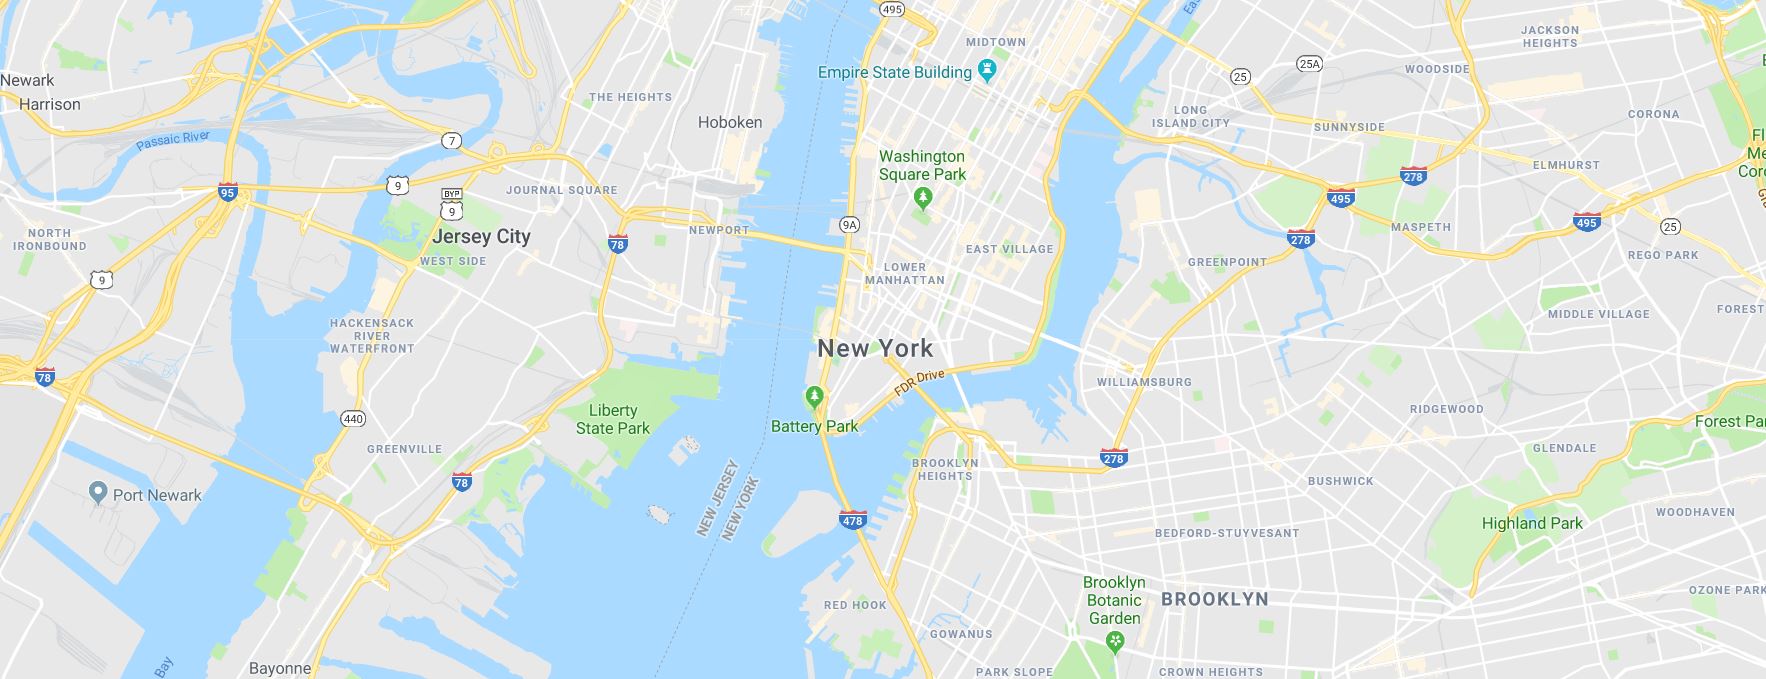 495
Eas
JACKSON
HEIGHTS
MIDTOWN
Newark
Empire State Building
25
25A
WOODSIDE
Harrison
THE HEIGHTS
Hoboken
LONG
ISLAND CITY
SUNNYSIDE
CORONA
Passaic River
7
Washington
Square Park
ELMHURST
Fl
Me
Coro
95
9
BYP
9
JOURNAL SQUARE
278
495
NORTH
IRONBOUND
Jersey City
WEST SIDE
78
NEWPORT
9A
EAST VILLAGE
278
MASPETH
495
25
9
LOWER
MANHATTAN
GREENPOINT
REGO PARK
HACKENSACK
RIVER
WATERFRONT
MIDDLE VILLAGE
FOREST
New York
78
FDR Drive
WILLIAMSBURG
440
Liberty
State Park
Battery Park
RIDGEWOOD
Forest Par
GREENVILLE
BROOKLYN
HEIGHTS
278
GLENDALE
78
Port Newark
NEW JERSEY
NEW YORK
478
BUSHWICK
Highland Park
WOODHAVEN
BEDFORD-STUYVESANT
Brooklyn
Botanic
Garden
BROOKLYN
OZONE PARK
RED HOOK
GOWANUS
Bay
Bayonne
PARK SLOPE
CROWN HEIGHTS